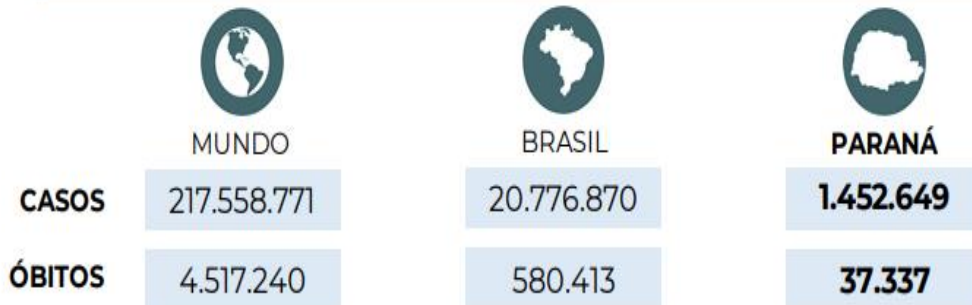 MUNDO BRASIL PARANÁ
CASOS 217.558.771 20.776.870 1.452.649
ÓBITOS 4.517.240 580.413 37.337